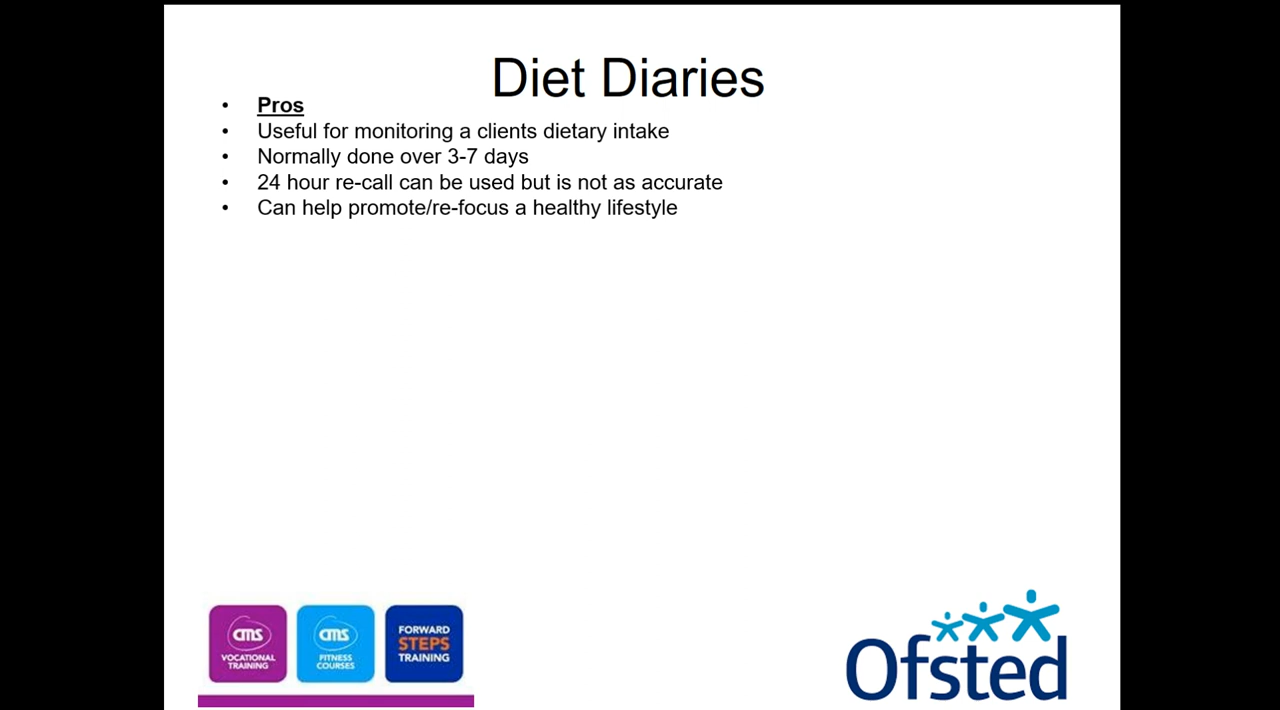 Diet Diaries
• Pros
• Useful for monitoring a clients dietary intake
• Normally done over 3-7 days
• 24 hour re-call can be used but is not as accurate
• Can help promote/re-focus a healthy lifestyle
cms
VOCATIONAL
TRAINING
cms
FITNESS
COURSES
FORWARD
STEPS
TRAINING
Ofsted